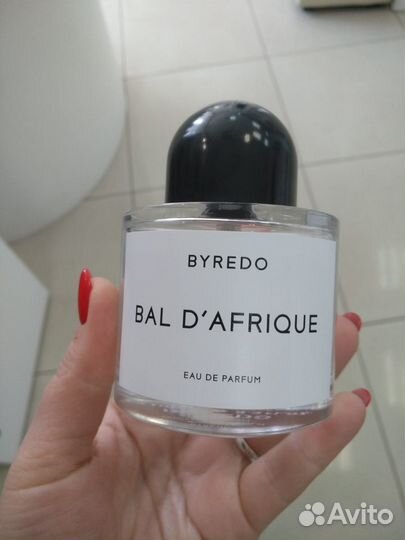 BYREDO
BAL D'AFRIQUE
EAU DE PARFUM
Avito